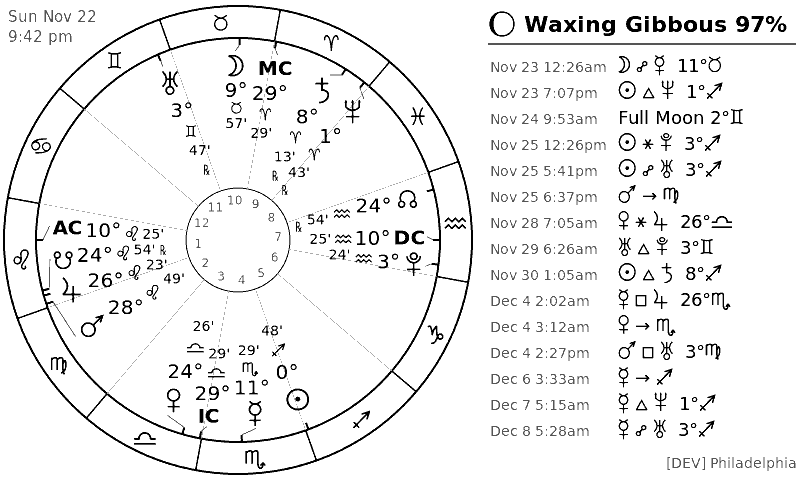 Sun Nov 22
9:42 pm
♉ ♈ ♓ ♒ ♑ ♐ ♏ ♎ ♍ ♌ ♋ ♊
♅ 3° ♊ 47' ℞
☽ 9° ♉ 57'
MC 29° ♈ 29'
♄ 8° ♈ 13' ℞
♆ 1° ♈ 43' ℞
☊ 24° ♒ 54' ℞
DC 10° ♒ 25'
♇ 3° ♒ 24'
AC 10° ♌ 25'
☋ 24° ♌ 54' ℞
♃ 26° ♌ 23'
♂ 28° ♌ 49'
♀ 24° ♎ 26'
IC 29° ♎ 29'
☿ 11° ♏ 29'
☉ 0° ♐ 48'
1 2 3 4 5 6 7 8 9 10 11 12
Waxing Gibbous 97%
Nov 23 12:26am ☽ ☍ ☿ 11°♉
Nov 23 7:07pm ☉ △ ♆ 1°♐
Nov 24 9:53am Full Moon 2°♊
Nov 25 12:26pm ☉ ⚹ ♇ 3°♐
Nov 25 5:41pm ☉ ☍ ♅ 3°♐
Nov 25 6:37pm ♂ → ♍
Nov 28 7:05am ♀ ⚹ ♃ 26°♎
Nov 29 6:26am ♅ △ ♇ 3°♊
Nov 30 1:05am ☉ △ ♄ 8°♐
Dec 4 2:02am ☿ □ ♃ 26°♏
Dec 4 3:12am ♀ → ♏
Dec 4 2:27pm ♂ □ ♅ 3°♍
Dec 6 3:33am ☿ → ♐
Dec 7 5:15am ☿ △ ♆ 1°♐
Dec 8 5:28am ☿ ☍ ♅ 3°♐
[DEV] Philadelphia